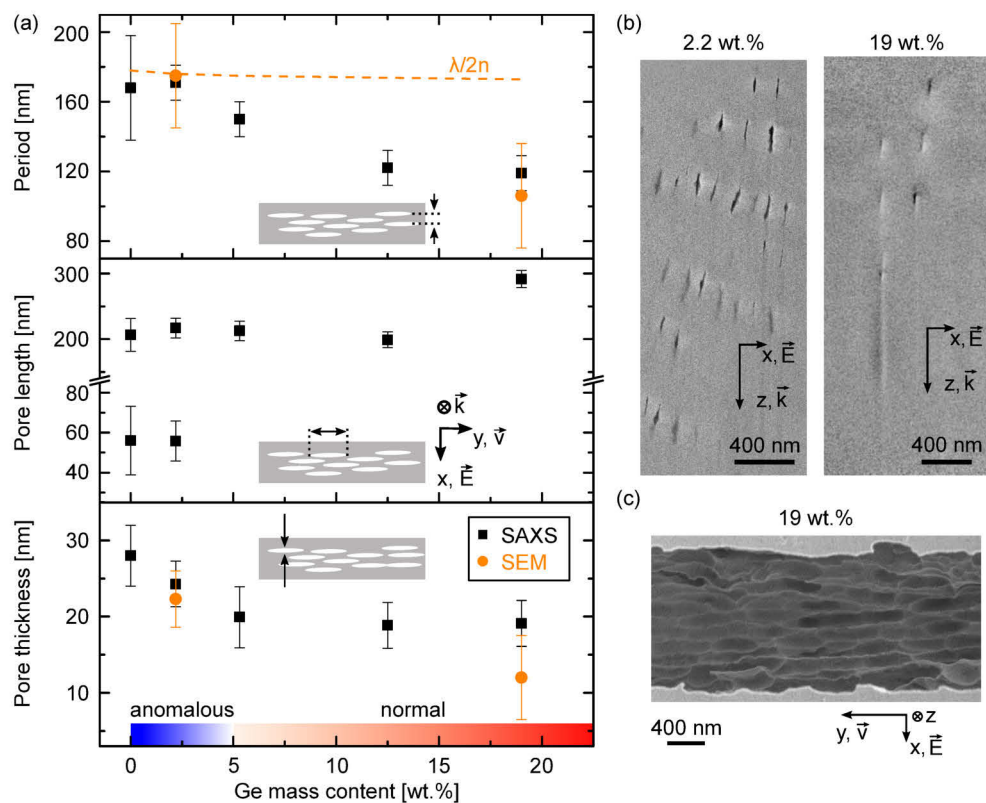 (a)
200
160
120
80
Period [nm]
λ/2n
300
200
80
60
40
Pore length [nm]
k⃗
y, v⃗
x, E⃗
30
20
10
Pore thickness [nm]
SAXS
SEM
anomalous
normal
0
5
10
15
20
Ge mass content [wt.%]
(b)
2.2 wt.%
19 wt.%
x, E⃗
z, k⃗
400 nm
x, E⃗
z, k⃗
400 nm
(c)
19 wt.%
400 nm
y, v⃗
z
x, E⃗